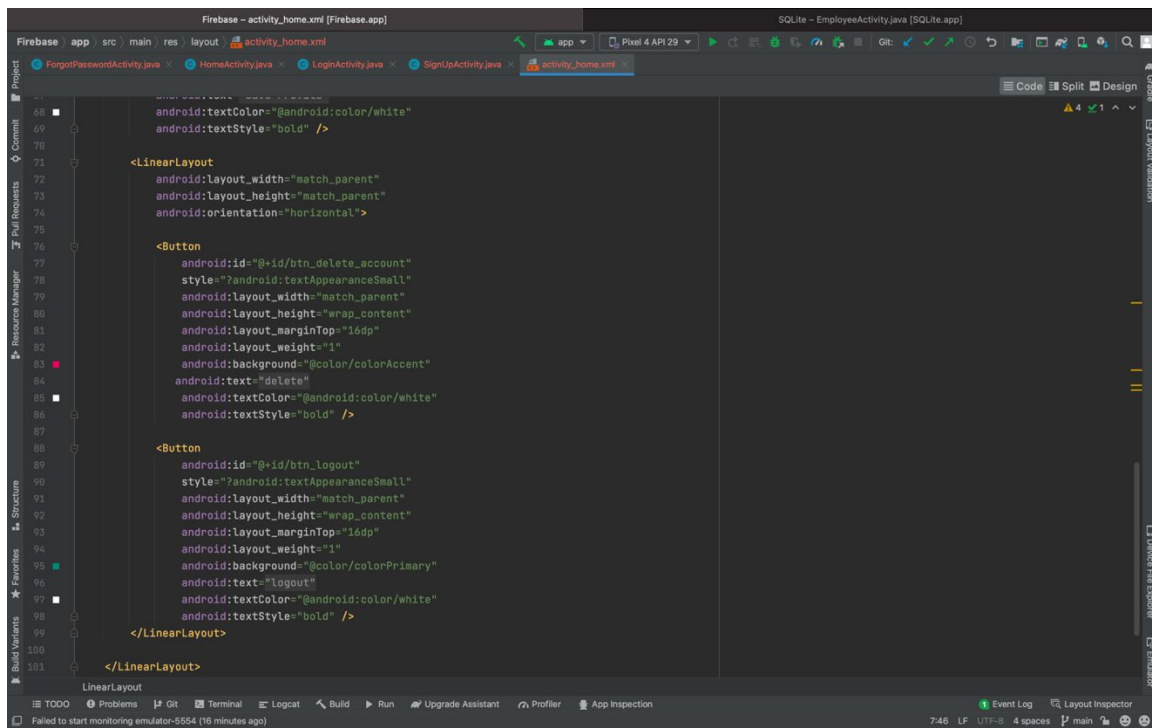 Firebase – activity_home.xml [Firebase.app]
SQLite – EmployeeActivity.java [SQLite.app]
Firebase app src main res layout activity_home.xml
app
Pixel 4 API 29
Git:
ForgotPasswordActivity.java
HomeActivity.java
LoginActivity.java
SignUpActivity.java
activity_home.xml
Code Split Design
4 1
68 android:textColor="@android:color/white"
69 android:textStyle="bold" />
70
71 <LinearLayout
72 android:layout_width="match_parent"
73 android:layout_height="match_parent"
74 android:orientation="horizontal">
75
76 <Button
77 android:id="@+id/btn_delete_account"
78 style="?android:textAppearanceSmall"
79 android:layout_width="match_parent"
80 android:layout_height="wrap_content"
81 android:layout_marginTop="16dp"
82 android:layout_weight="1"
83 android:background="@color/colorAccent"
84 android:text="delete"
85 android:textColor="@android:color/white"
86 android:textStyle="bold" />
87
88 <Button
89 android:id="@+id/btn_logout"
90 style="?android:textAppearanceSmall"
91 android:layout_width="match_parent"
92 android:layout_height="wrap_content"
93 android:layout_marginTop="16dp"
94 android:layout_weight="1"
95 android:background="@color/colorPrimary"
96 android:text="logout"
97 android:textColor="@android:color/white"
98 android:textStyle="bold" />
99 </LinearLayout>
100
101 </LinearLayout>
LinearLayout
Project
Commit
Pull Requests
Resource Manager
Structure
Favorites
Build Variants
Gradle
Layout Validation
Device File Explorer
Emulator
TODO Problems Git Terminal Logcat Build Run Upgrade Assistant Profiler App Inspection
1 Event Log Layout Inspector
Failed to start monitoring emulator-5554 (16 minutes ago)
7:46 LF UTF-8 4 spaces main